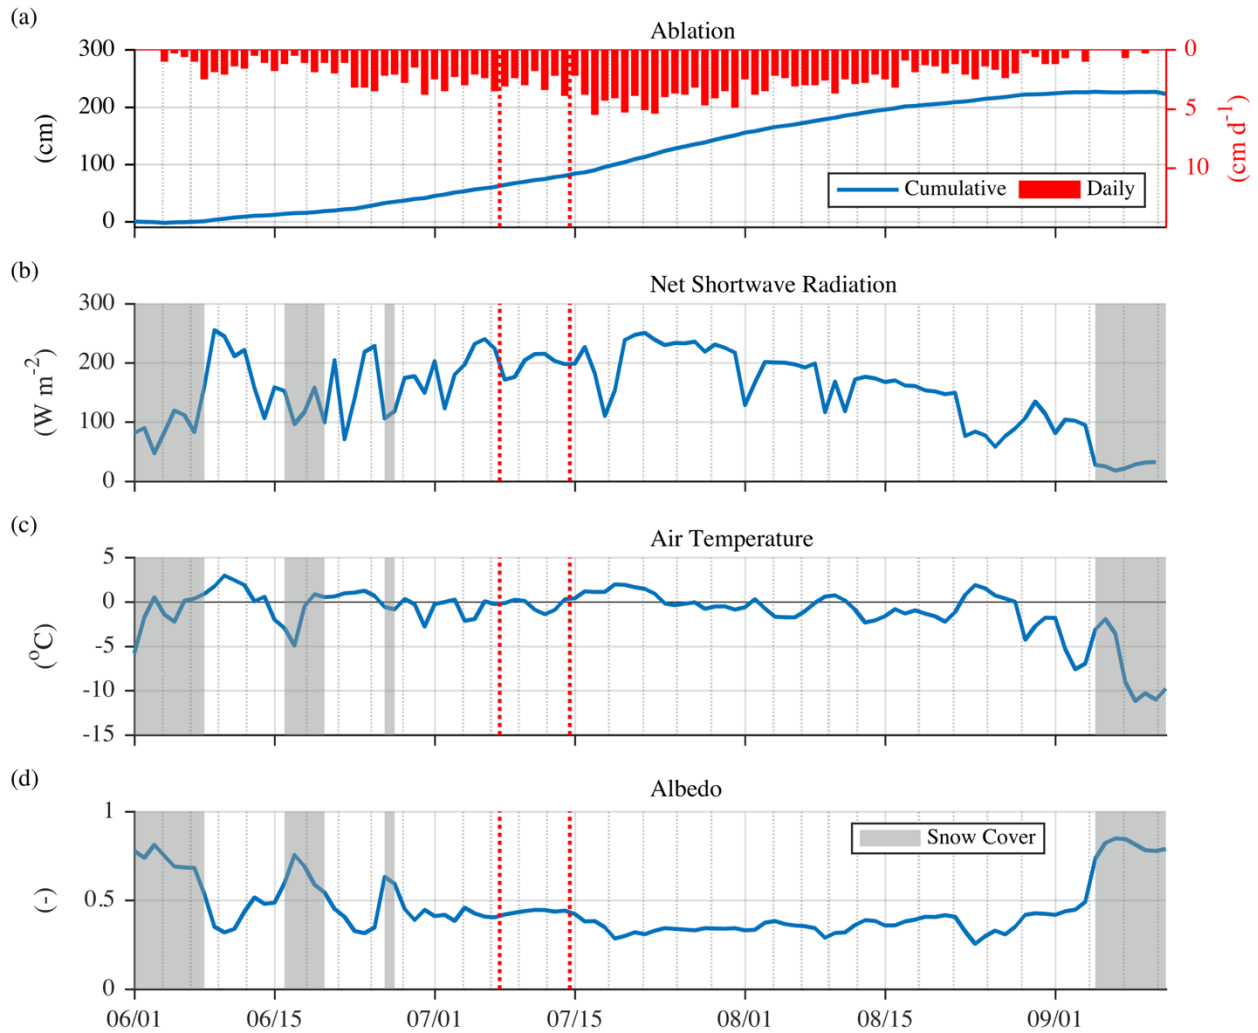 (a)
Ablation
300
200
100
0
(cm)
0
5
10
(cm d-1)
Cumulative
Daily
(b)
Net Shortwave Radiation
300
200
100
0
(W m-2)
(c)
Air Temperature
5
0
-5
-10
-15
(oC)
(d)
Albedo
1
0.5
0
(-)
Snow Cover
06/01 06/15 07/01 07/15 08/01 08/15 09/01